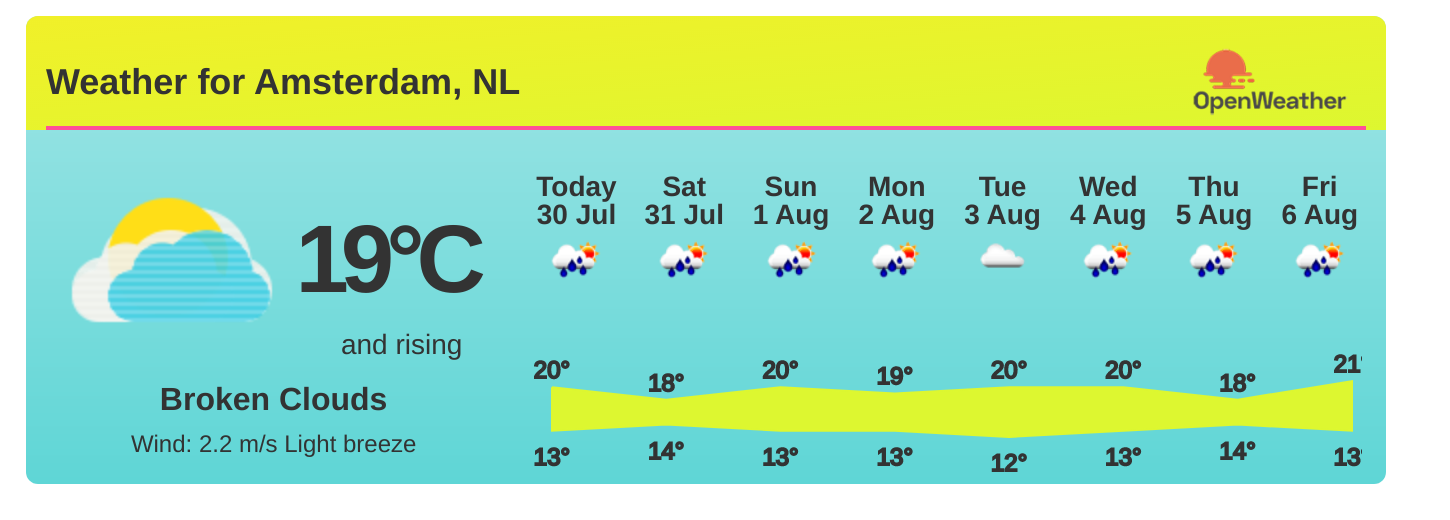 Weather for Amsterdam, NL
OpenWeather
19°C
and rising
Broken Clouds
Wind: 2.2 m/s Light breeze
Today Sat Sun Mon Tue Wed Thu Fri
30 Jul 31 Jul 1 Aug 2 Aug 3 Aug 4 Aug 5 Aug 6 Aug
20° 18° 20° 19° 20° 20° 18° 21°
13° 14° 13° 13° 12° 13° 14° 13°